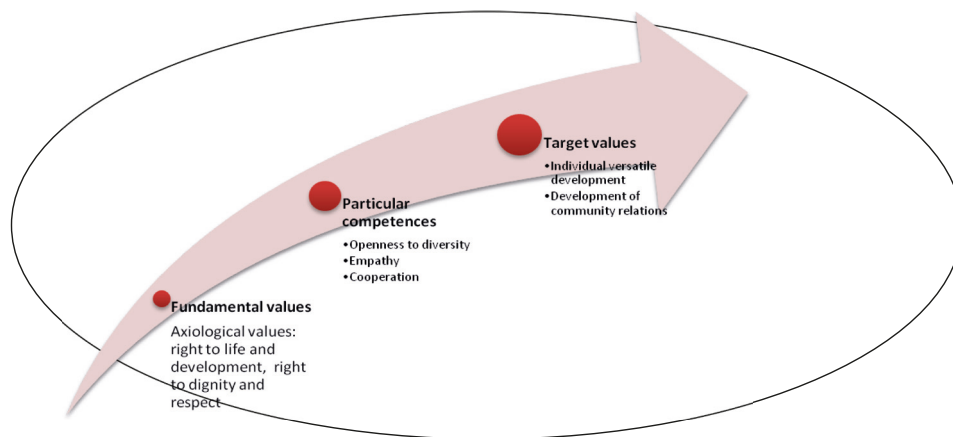 Target values
•Individual versatile
development
•Development of
community relations
Particular
competences
•Openness to diversity
•Empathy
•Cooperation
Fundamental values
Axiological values:
right to life and
development, right
to dignity and
respect